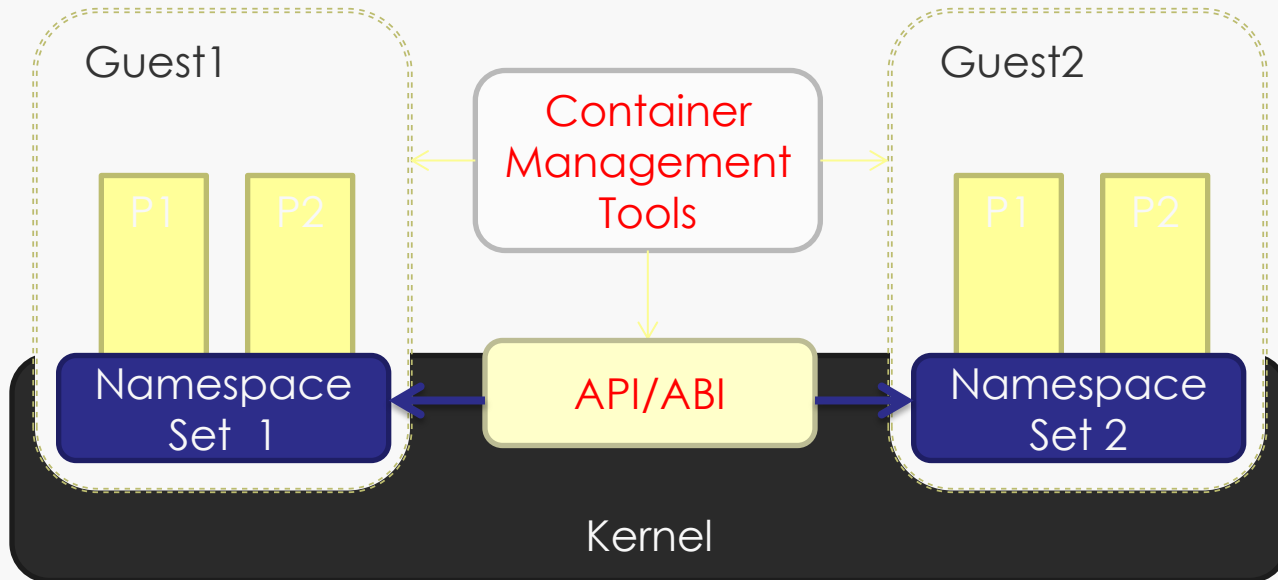 Guest1
Guest2
Container
Management
Tools
P1
P2
P1
P2
Namespace
Set 1
API/ABI
Namespace
Set 2
Kernel